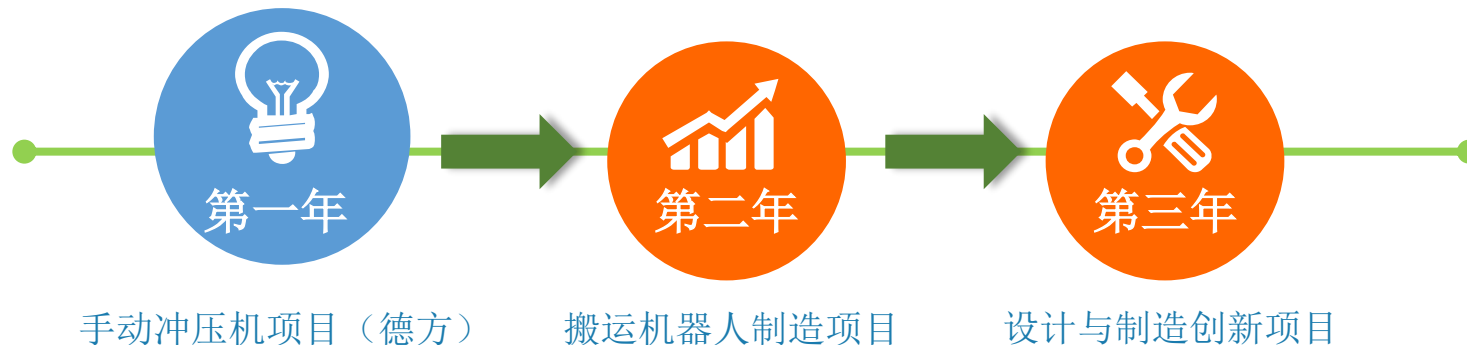 第一年
第二年
第三年
手动冲压机项目（德方）
搬运机器人制造项目
设计与制造创新项目